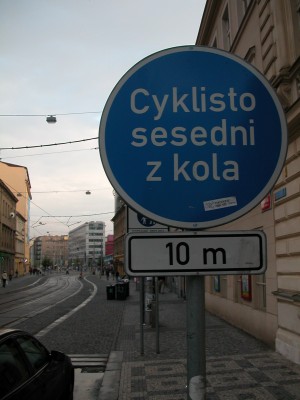 Cyklisto
sesedni
z kola
10 m